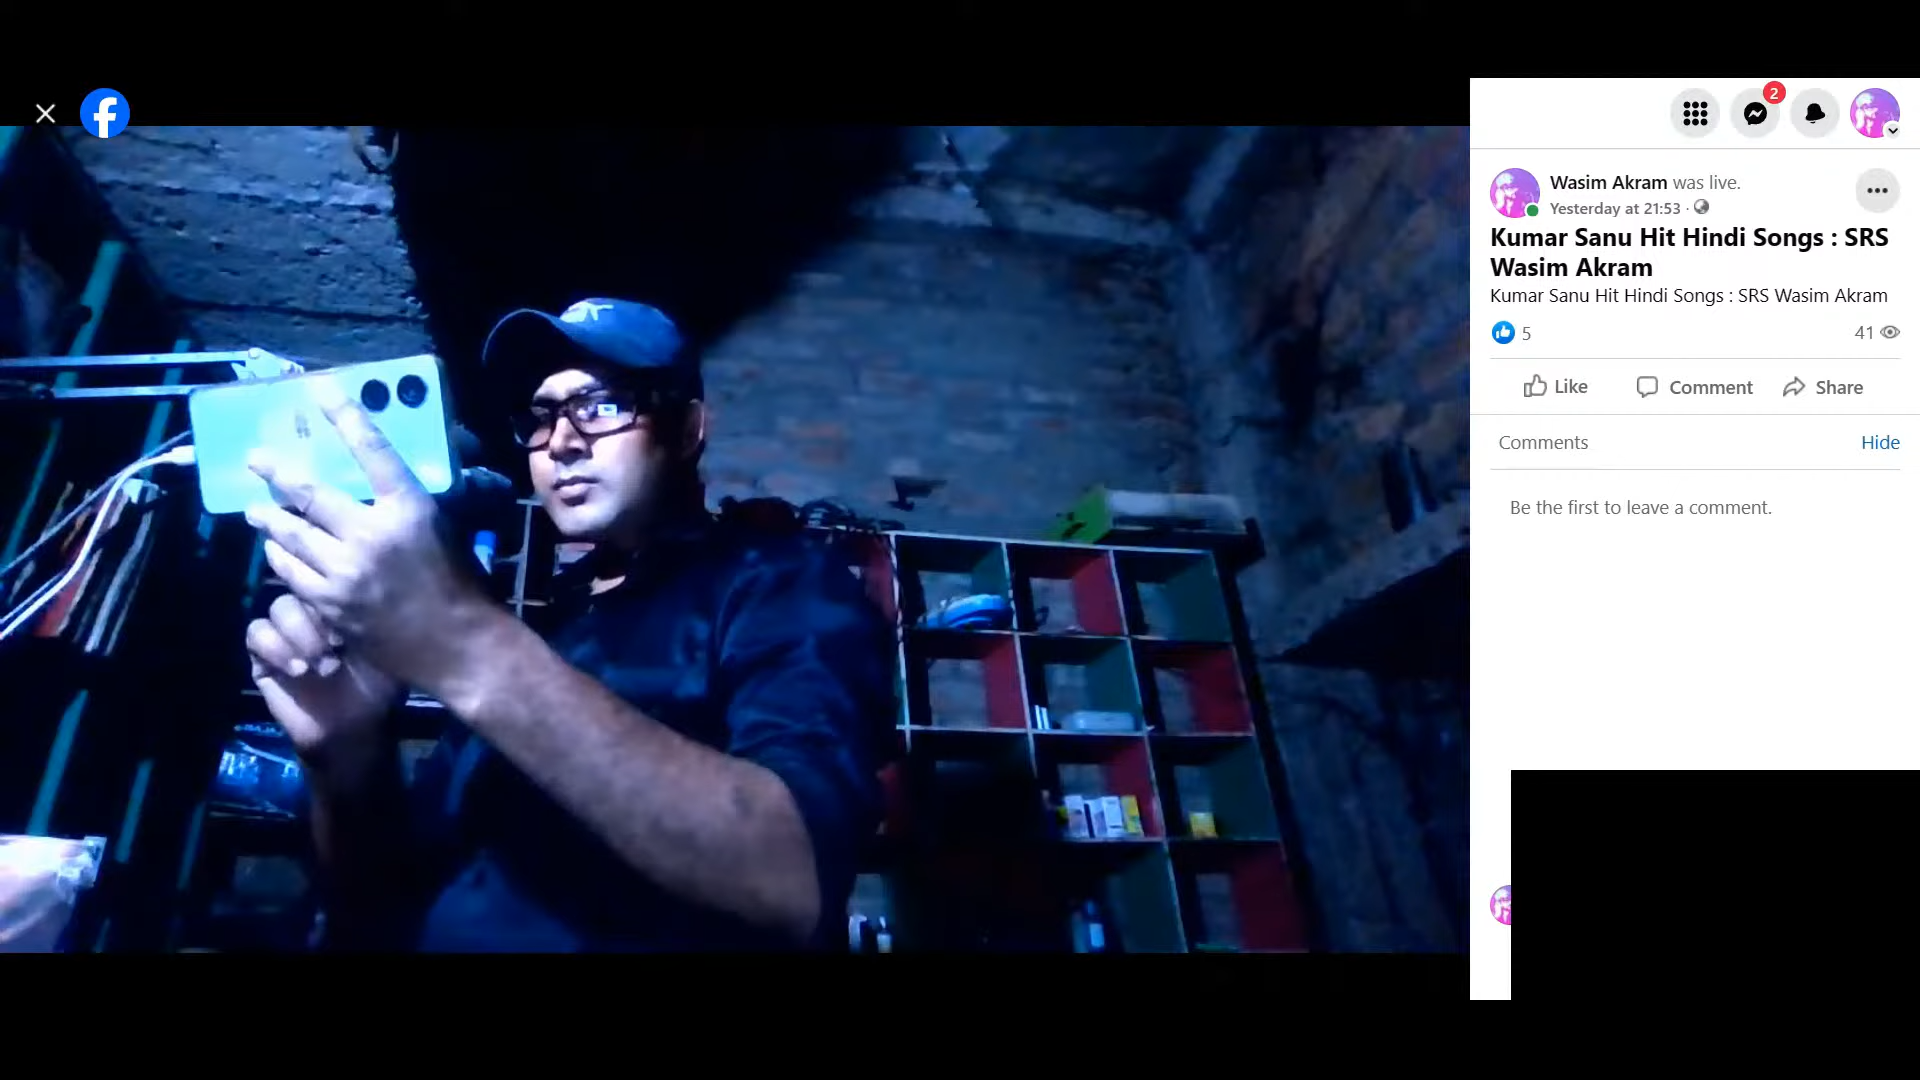 2
Wasim Akram was live.
Yesterday at 21:53 ·
Kumar Sanu Hit Hindi Songs : SRS
Wasim Akram
Kumar Sanu Hit Hindi Songs : SRS Wasim Akram
5
41
Like
Comment
Share
Comments
Hide
Be the first to leave a comment.